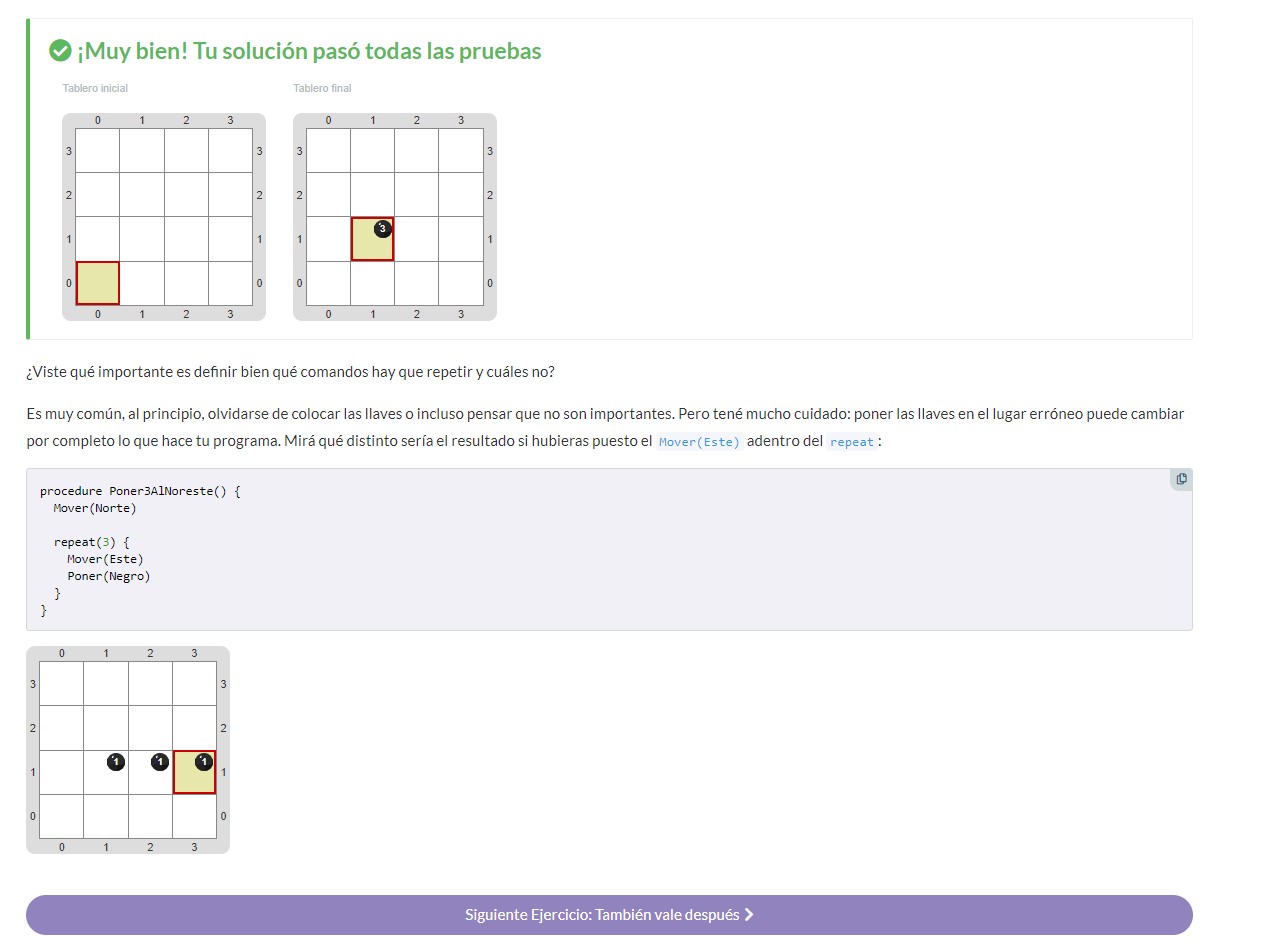 ¡Muy bien! Tu solución pasó todas las pruebas
Tablero inicial
Tablero final
0 1 2 3
0 1 2 3
3 3
3 3
2 2
2 2
1 1
1 3 1
0 0
0 0
0 1 2 3
0 1 2 3
¿Viste qué importante es definir bien qué comandos hay que repetir y cuáles no?
Es muy común, al principio, olvidarse de colocar las llaves o incluso pensar que no son importantes. Pero tené mucho cuidado: poner las llaves en el lugar erróneo puede cambiar
por completo lo que hace tu programa. Mirá qué distinto sería el resultado si hubieras puesto el Mover(Este) adentro del repeat:
procedure Poner3AlNoreste() {
  Mover(Norte)
  repeat(3) {
    Mover(Este)
    Poner(Negro)
  }
}
0 1 2 3
3 3
2 2
1 1 1 1 1
0 0
0 1 2 3
Siguiente Ejercicio: También vale después